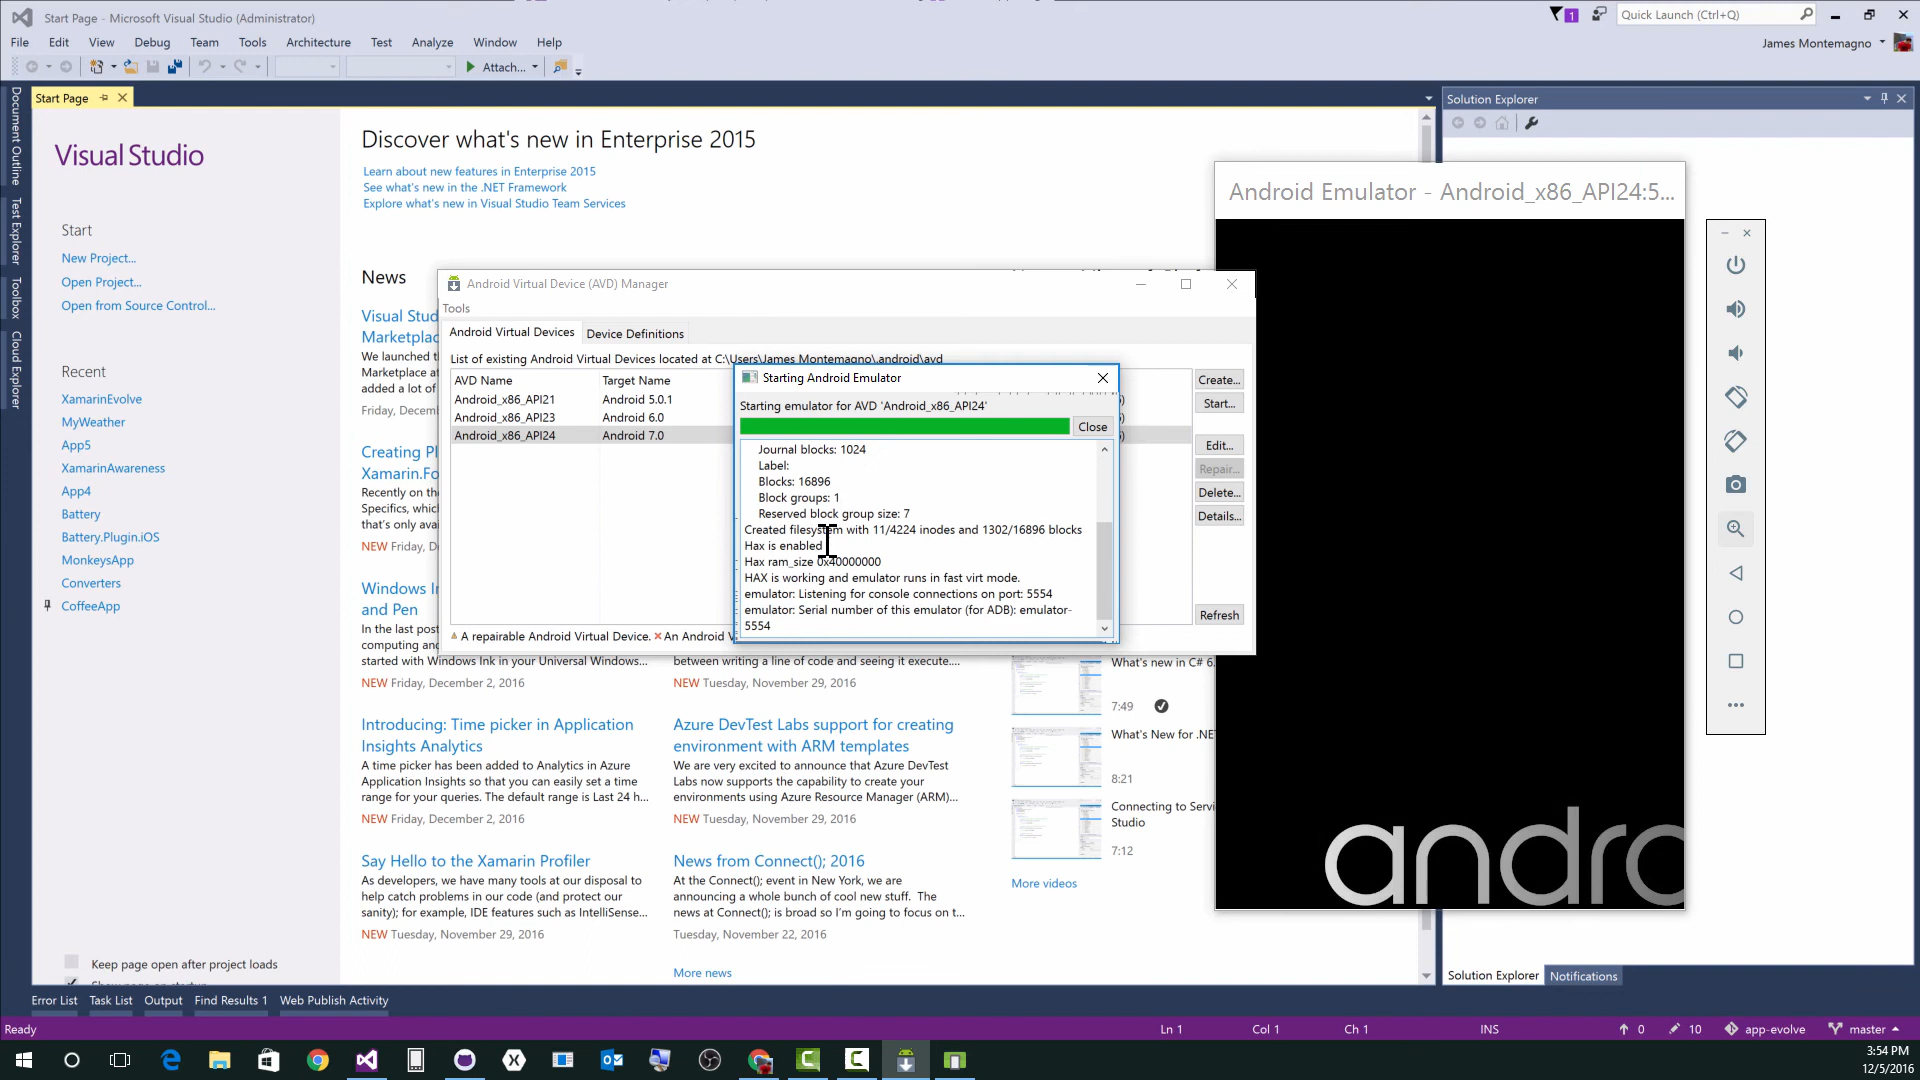 Start Page - Microsoft Visual Studio (Administrator)
1
Quick Launch (Ctrl+Q)
File Edit View Debug Team Tools Architecture Test Analyze Window Help
James Montemagno
Attach...
Document Outline
Test Explorer
Toolbox
Cloud Explorer
Start Page
Solution Explorer
Visual Studio
Start
New Project...
Open Project...
Open from Source Control...
Recent
XamarinEvolve
MyWeather
App5
XamarinAwareness
App4
Battery
Battery.Plugin.iOS
MonkeysApp
Converters
CoffeeApp
Keep page open after project loads
Discover what's new in Enterprise 2015
Learn about new features in Enterprise 2015
See what's new in the .NET Framework
Explore what's new in Visual Studio Team Services
News
Visual Stud
Marketplac
We launched t
Marketplace at
added a lot of
Friday, Decem
Creating Pl
Xamarin.Fo
Recently on the
Specifics, which
that's only avai
NEW Friday, Decem
Windows In
and Pen
In the last post
computing and
started with Windows Ink in your Universal Windows...
NEW Friday, December 2, 2016
between writing a line of code and seeing it execute....
NEW Tuesday, November 29, 2016
Introducing: Time picker in Application
Insights Analytics
A time picker has been added to Analytics in Azure
Application Insights so that you can easily set a time
range for your queries. The default range is Last 24 h...
NEW Friday, December 2, 2016
Azure DevTest Labs support for creating
environment with ARM templates
We are very excited to announce that Azure DevTest
Labs now supports the capability to create your
environments using Azure Resource Manager (ARM)...
NEW Tuesday, November 29, 2016
Say Hello to the Xamarin Profiler
As developers, we have many tools at our disposal to
help catch problems in our code (and protect our
sanity); for example, IDE features such as IntelliSense...
NEW Tuesday, November 29, 2016
News from Connect(); 2016
At the Connect(); event in New York, we are
announcing a whole bunch of cool new stuff. The
news at Connect(); is broad so I'm going to focus on t...
Tuesday, November 22, 2016
More news
What's new in C# 6.
7:49
What's New for .NE
8:21
Connecting to Servi
Studio
7:12
More videos
Android Virtual Device (AVD) Manager
Tools
Android Virtual Devices Device Definitions
List of existing Android Virtual Devices located at C:\Users\James Montemagno\.android\avd
AVD Name Target Name
Android_x86_API21 Android 5.0.1
Android_x86_API23 Android 6.0
Android_x86_API24 Android 7.0
Create...
Start...
Edit...
Repair...
Delete...
Details...
Refresh
A repairable Android Virtual Device. An Android V
Starting Android Emulator
Starting emulator for AVD 'Android_x86_API24'
Close
Journal blocks: 1024
Label:
Blocks: 16896
Block groups: 1
Reserved block group size: 7
Created filesystem with 11/4224 inodes and 1302/16896 blocks
Hax is enabled
Hax ram_size 0x40000000
HAX is working and emulator runs in fast virt mode.
emulator: Listening for console connections on port: 5554
emulator: Serial number of this emulator (for ADB): emulator-
5554
Android Emulator - Android_x86_API24:5...
andro
Solution Explorer Notifications
Error List Task List Output Find Results 1 Web Publish Activity
Ready
Ln 1 Col 1 Ch 1 INS
0 10 app-evolve master
3:54 PM
12/5/2016